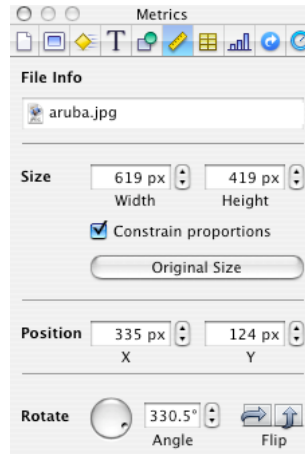 Metrics
T
File Info
aruba.jpg
Size 619 px 419 px
Width Height
Constrain proportions
Original Size
Position 335 px 124 px
X Y
Rotate 330.5°
Angle Flip